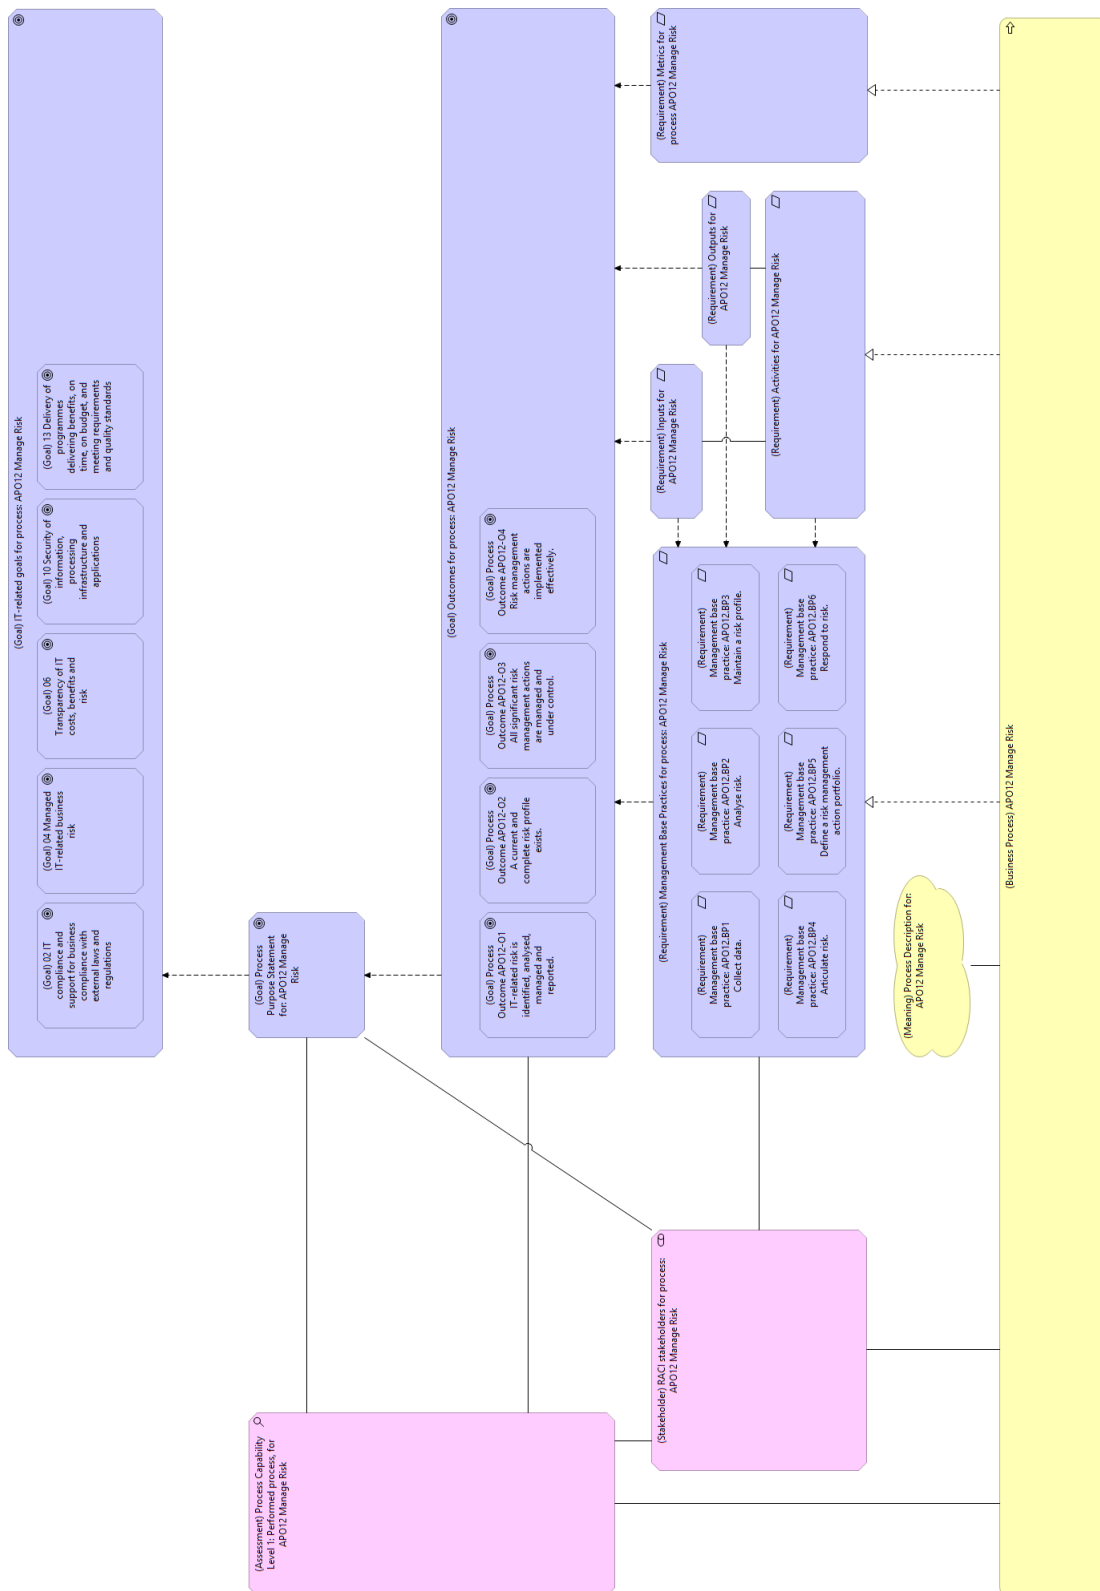 (Goal) IT-related goals for process: APO12 Manage Risk
(Goal) 02 IT
compliance and
support for business
compliance with
external laws and
regulations
(Goal) 04 Managed
IT-related business
risk
(Goal) 06
Transparency of IT
costs, benefits and
risk
(Goal) 10 Security of
information,
processing
infrastructure and
applications
(Goal) 13 Delivery of
programmes
delivering benefits, on
time, on budget, and
meeting requirements
and quality standards
(Goal) Process
Purpose Statement
for: APO12 Manage
Risk
(Goal) Outcomes for process: APO12 Manage Risk
(Goal) Process
Outcome APO12-O1
IT-related risk is
identified, analysed,
managed and
reported.
(Goal) Process
Outcome APO12-O2
A current and
complete risk profile
exists.
(Goal) Process
Outcome APO12-O3
All significant risk
management actions
are managed and
under control.
(Goal) Process
Outcome APO12-O4
Risk management
actions are
implemented
effectively.
(Assessment) Process Capability
Level 1: Performed process, for
APO12 Manage Risk
(Stakeholder) RACI stakeholders for process:
APO12 Manage Risk
(Requirement) Management Base Practices for process: APO12 Manage Risk
(Requirement)
Management base
practice: APO12.BP1
Collect data.
(Requirement)
Management base
practice: APO12.BP2
Analyse risk.
(Requirement)
Management base
practice: APO12.BP3
Maintain a risk profile.
(Requirement)
Management base
practice: APO12.BP4
Articulate risk.
(Requirement)
Management base
practice: APO12.BP5
Define a risk management
action portfolio.
(Requirement)
Management base
practice: APO12.BP6
Respond to risk.
(Requirement) Inputs for
APO12 Manage Risk
(Requirement) Outputs for
APO12 Manage Risk
(Requirement) Activities for APO12 Manage Risk
(Requirement) Metrics for
process APO12 Manage Risk
(Meaning) Process Description for:
APO12 Manage Risk
(Business Process) APO12 Manage Risk